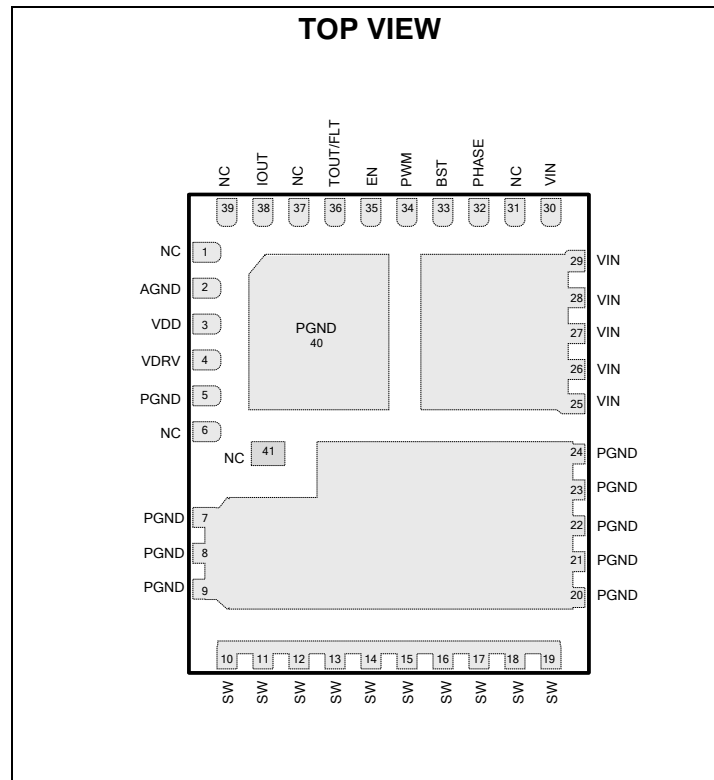 TOP VIEW
NC IOUT NC TOUT/FLT EN PWM BST PHASE NC VIN
39 38 37 36 35 34 33 32 31 30
NC 1
AGND 2
VDD 3
VDRV 4
PGND 5
NC 6
PGND
40
29 VIN
28 VIN
27 VIN
26 VIN
25 VIN
NC 41
24 PGND
23 PGND
22 PGND
21 PGND
20 PGND
PGND 7
PGND 8
PGND 9
10 11 12 13 14 15 16 17 18 19
SW SW SW SW SW SW SW SW SW SW